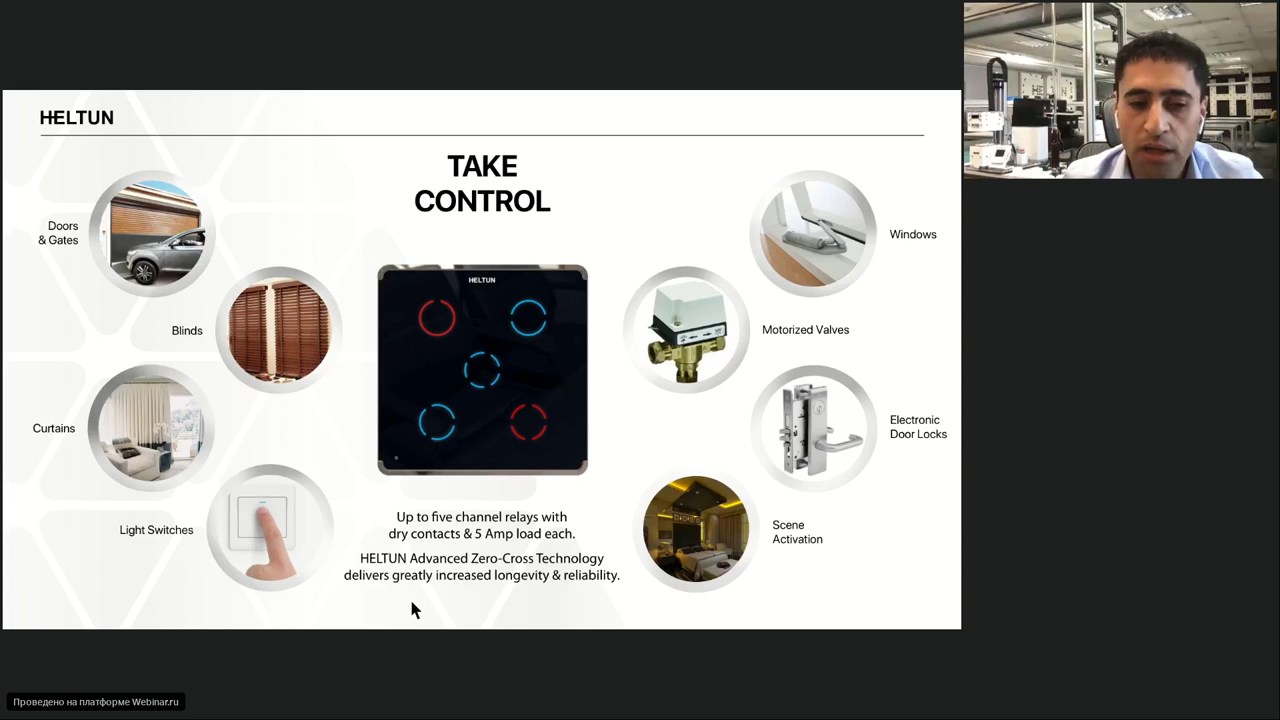 HELTUN
TAKE
CONTROL
Doors
& Gates
Windows
HELTUN
Blinds
Motorized Valves
Curtains
Electronic
Door Locks
Light Switches
Scene
Activation
Up to five channel relays with
dry contacts & 5 Amp load each.
HELTUN Advanced Zero-Cross Technology
delivers greatly increased longevity & reliability.
Проведено на платформе Webinar.ru